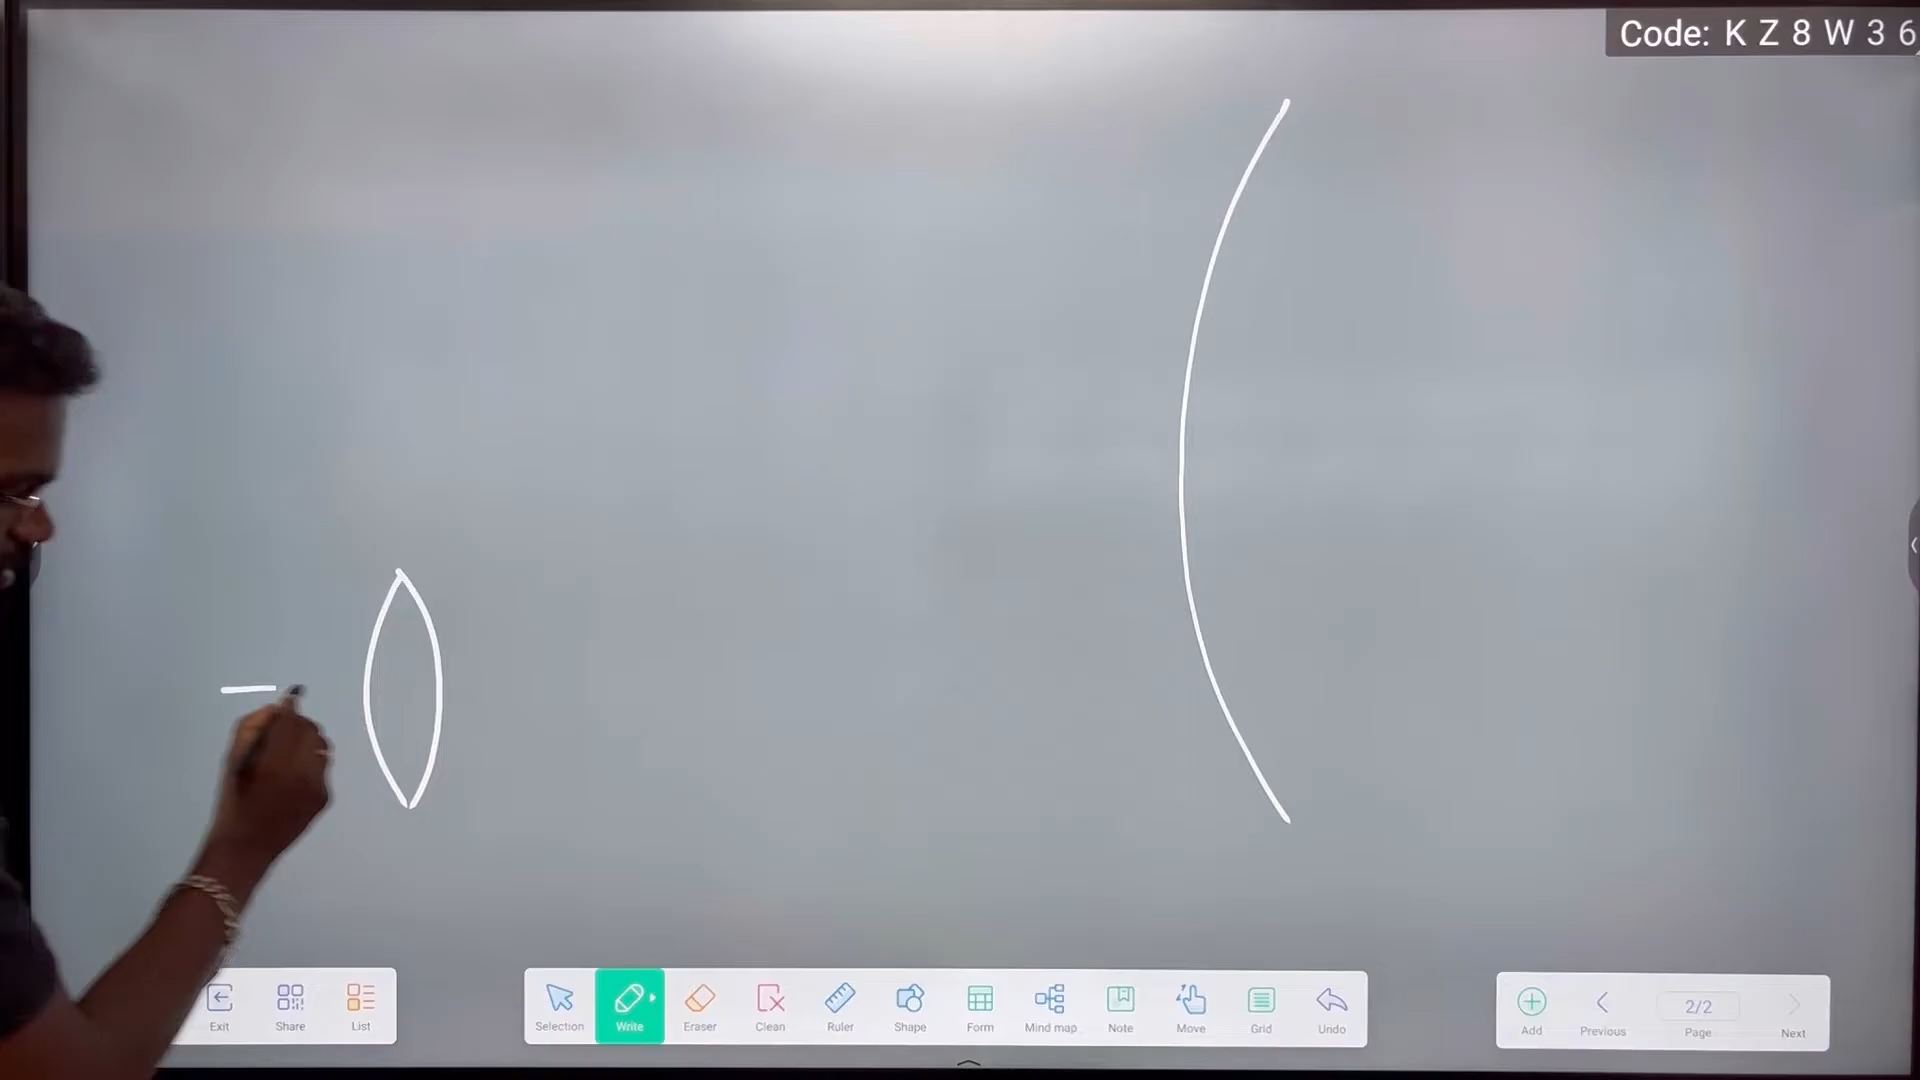 Code: K Z 8 W 3 6
Exit
Share
List
Selection
Write
Eraser
Clean
Ruler
Shape
Form
Mind map
Note
Move
Grid
Undo
Add
Previous
2/2
Page
Next